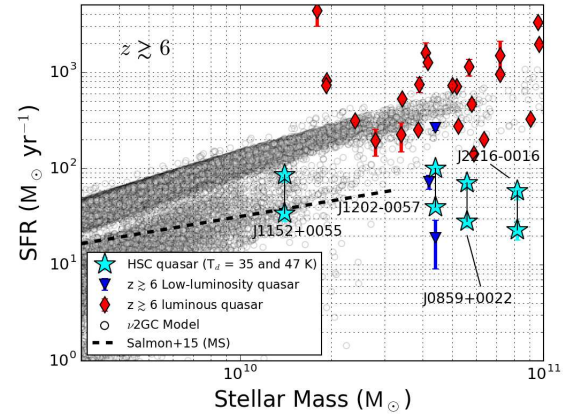 z ≳ 6
10³
10²
10¹
10⁰
SFR (M⊙ yr⁻¹)
J2216-0016
J1202-0057
J1152+0055
J0859+0022
HSC quasar (T_d = 35 and 47 K)
z ≳ 6 Low-luminosity quasar
z ≳ 6 luminous quasar
ν2GC Model
Salmon+15 (MS)
10¹⁰
10¹¹
Stellar Mass (M⊙)